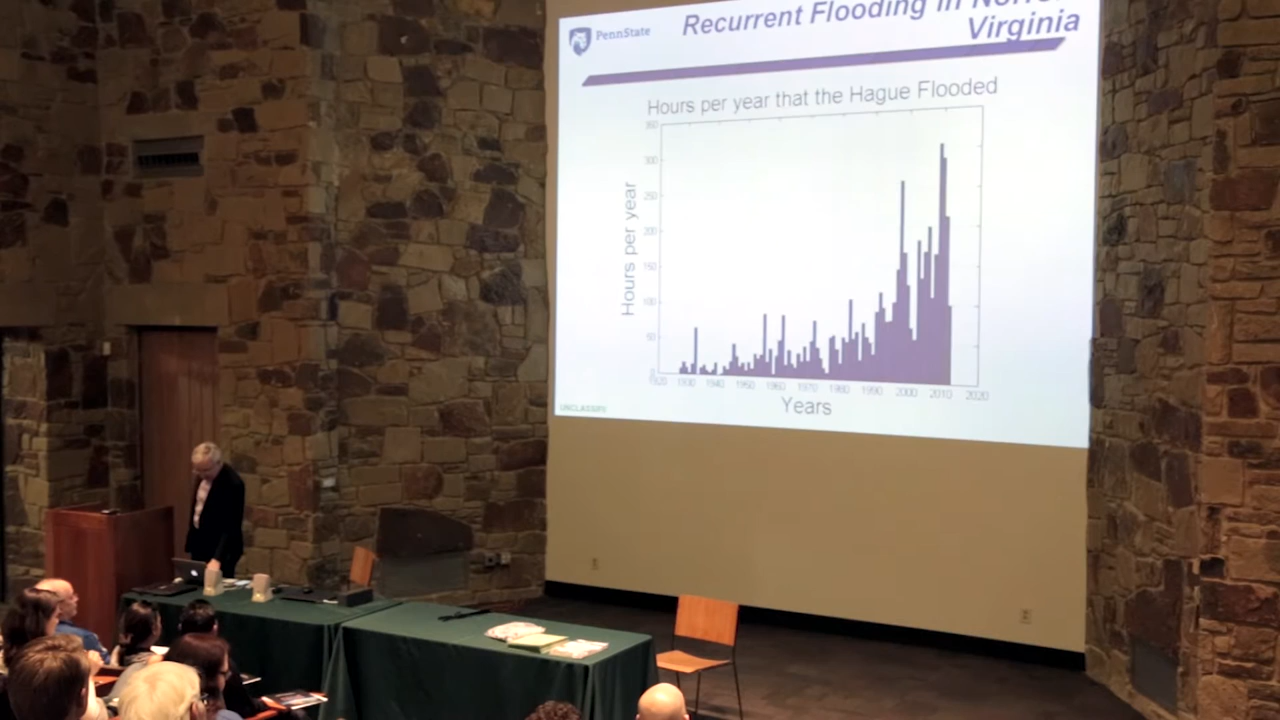 PennState
Recurrent Flooding in
Virginia
Hours per year that the Hague Flooded
350
300
250
200
150
100
50
0
Hours per year
1920 1930 1940 1950 1960 1970 1980 1990 2000 2010 2020
Years